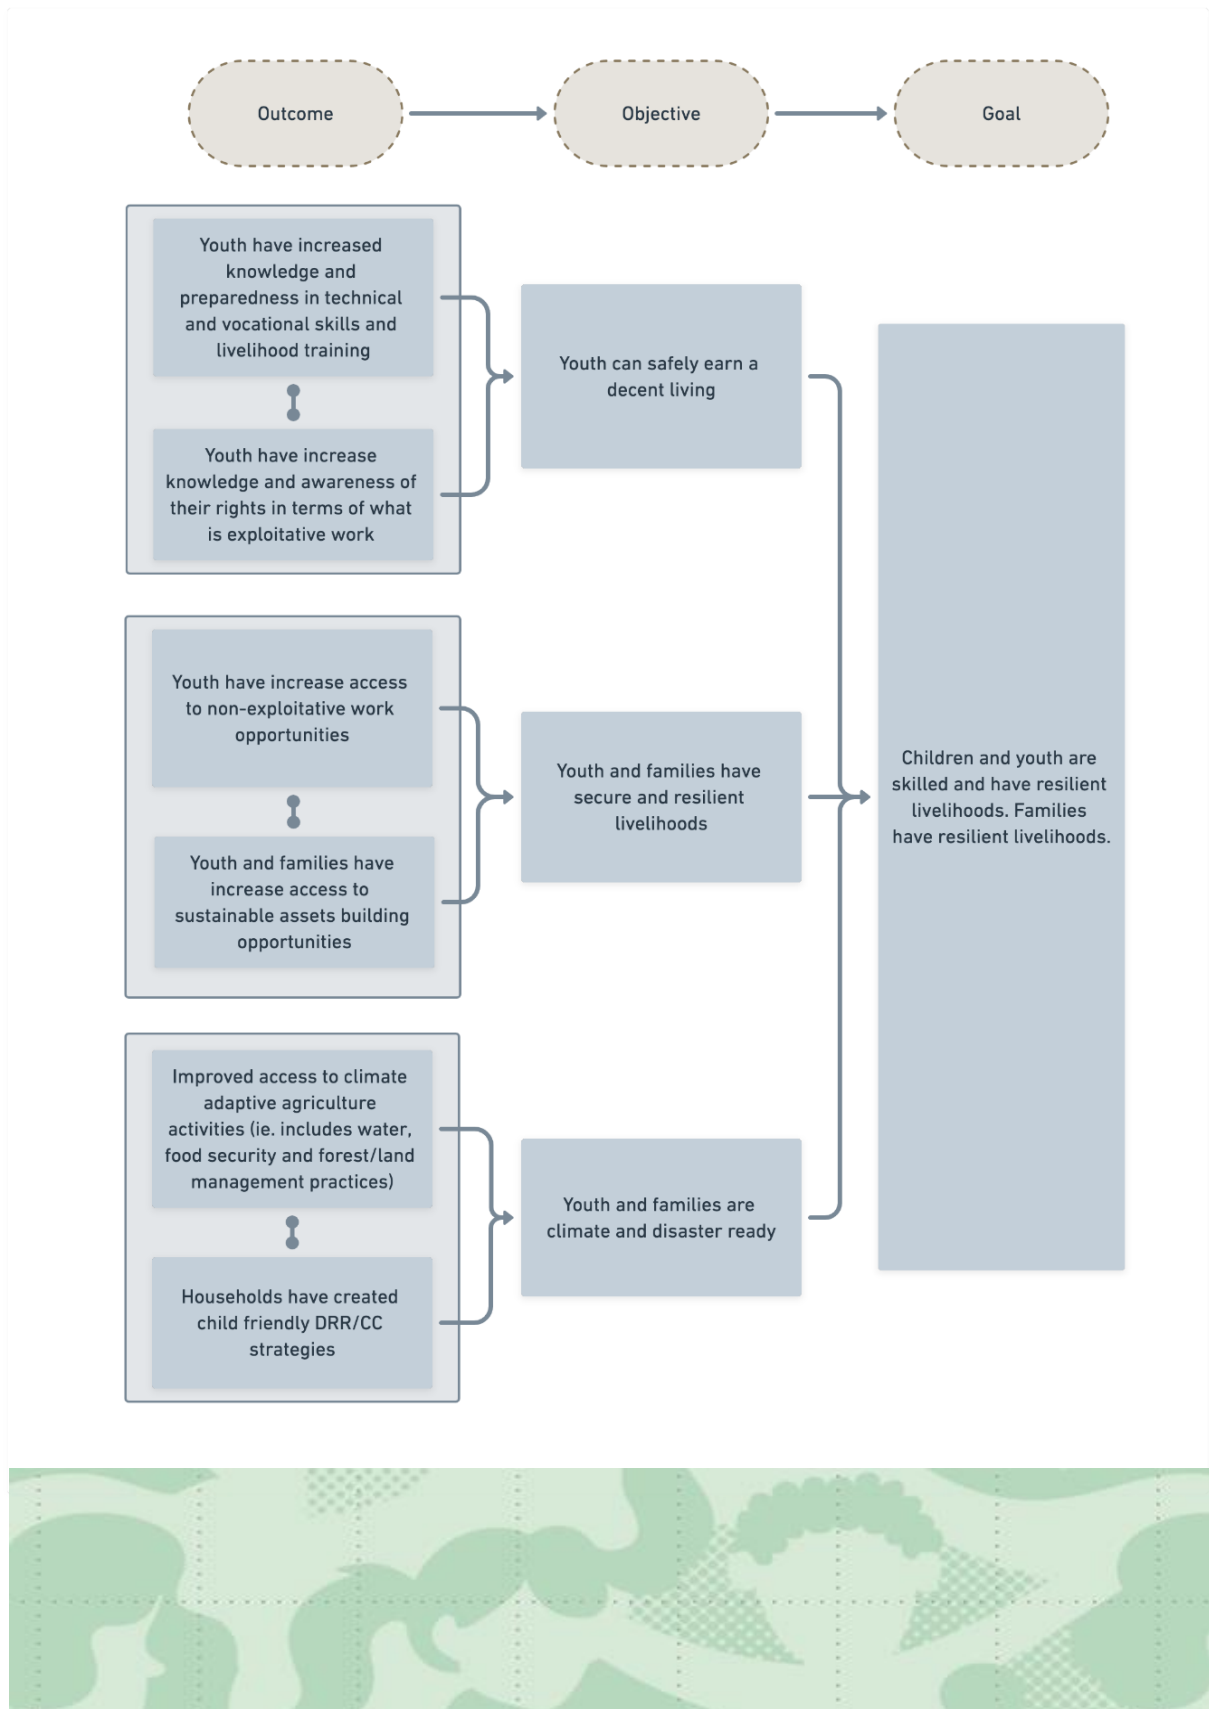 Outcome
Objective
Goal
Youth have increased
knowledge and
preparedness in technical
and vocational skills and
livelihood training
Youth have increase
knowledge and awareness of
their rights in terms of what
is exploitative work
Youth can safely earn a
decent living
Youth have increase access
to non-exploitative work
opportunities
Youth and families have
increase access to
sustainable assets building
opportunities
Youth and families have
secure and resilient
livelihoods
Improved access to climate
adaptive agriculture
activities (ie. includes water,
food security and forest/land
management practices)
Households have created
child friendly DRR/CC
strategies
Youth and families are
climate and disaster ready
Children and youth are
skilled and have resilient
livelihoods. Families
have resilient livelihoods.